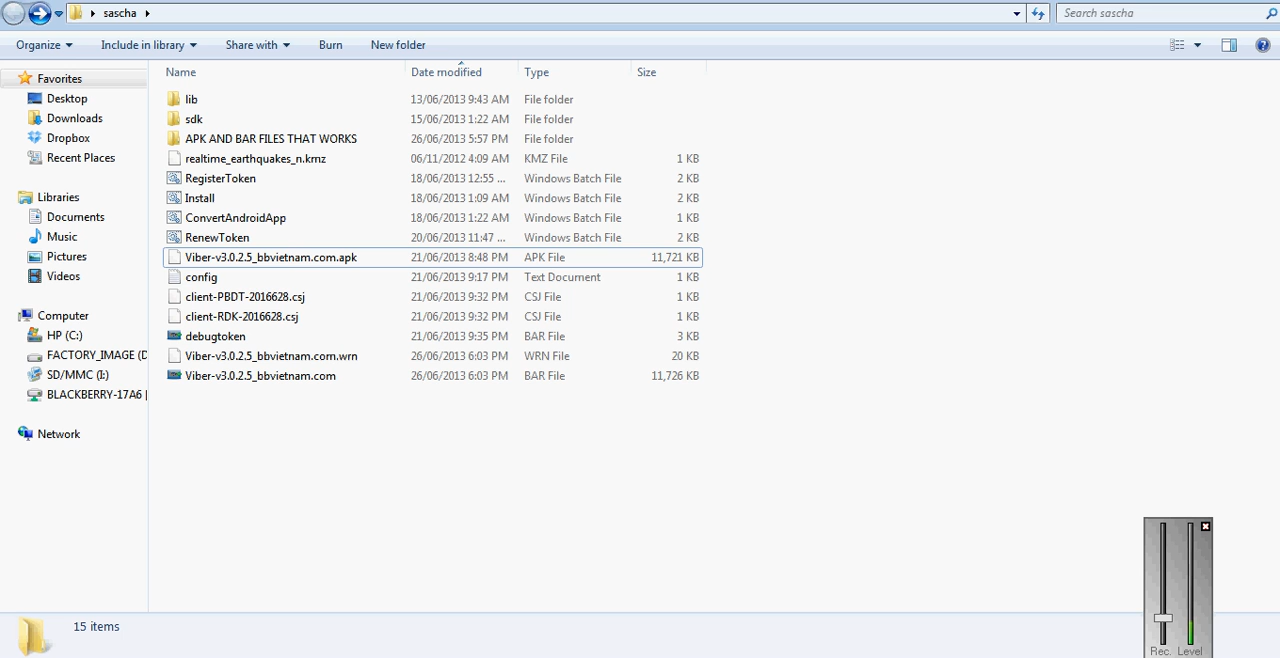 sascha
Search sascha
Organize Include in library Share with Burn New folder
Favorites
Desktop
Downloads
Dropbox
Recent Places
Libraries
Documents
Music
Pictures
Videos
Computer
HP (C:)
FACTORY_IMAGE (D
SD/MMC (I:)
BLACKBERRY-17A6
Network
Name Date modified Type Size
lib 13/06/2013 9:43 AM File folder
sdk 15/06/2013 1:22 AM File folder
APK AND BAR FILES THAT WORKS 26/06/2013 5:57 PM File folder
realtime_earthquakes_n.kmz 06/11/2012 4:09 AM KMZ File 1 KB
RegisterToken 18/06/2013 12:55 ... Windows Batch File 2 KB
Install 18/06/2013 1:09 AM Windows Batch File 2 KB
ConvertAndroidApp 18/06/2013 1:22 AM Windows Batch File 1 KB
RenewToken 20/06/2013 11:47 ... Windows Batch File 2 KB
Viber-v3.0.2.5_bbvietnam.com.apk 21/06/2013 8:48 PM APK File 11,721 KB
config 21/06/2013 9:17 PM Text Document 1 KB
client-PBDT-2016628.csj 21/06/2013 9:32 PM CSJ File 1 KB
client-RDK-2016628.csj 21/06/2013 9:32 PM CSJ File 1 KB
debugtoken 21/06/2013 9:35 PM BAR File 3 KB
Viber-v3.0.2.5_bbvietnam.com.wrn 26/06/2013 6:03 PM WRN File 20 KB
Viber-v3.0.2.5_bbvietnam.com 26/06/2013 6:03 PM BAR File 11,726 KB
15 items
Rec. Level